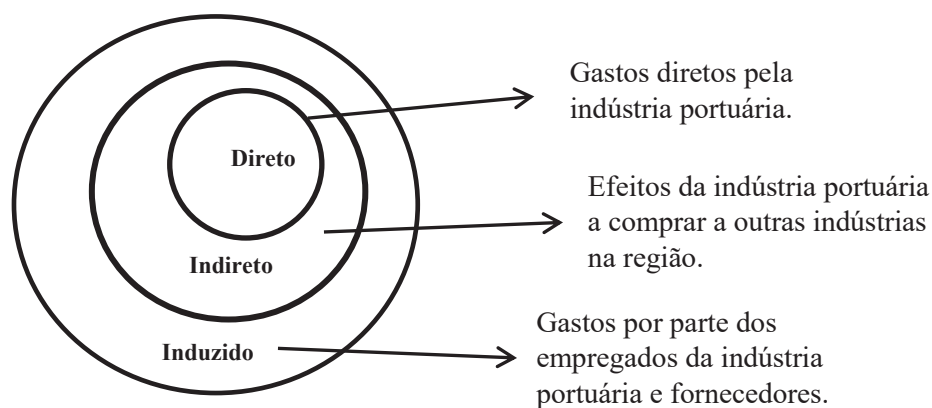 Gastos diretos pela
indústria portuária.
Direto
Efeitos da indústria portuária
a comprar a outras indústrias
na região.
Indireto
Gastos por parte dos
empregados da indústria
portuária e fornecedores.
Induzido